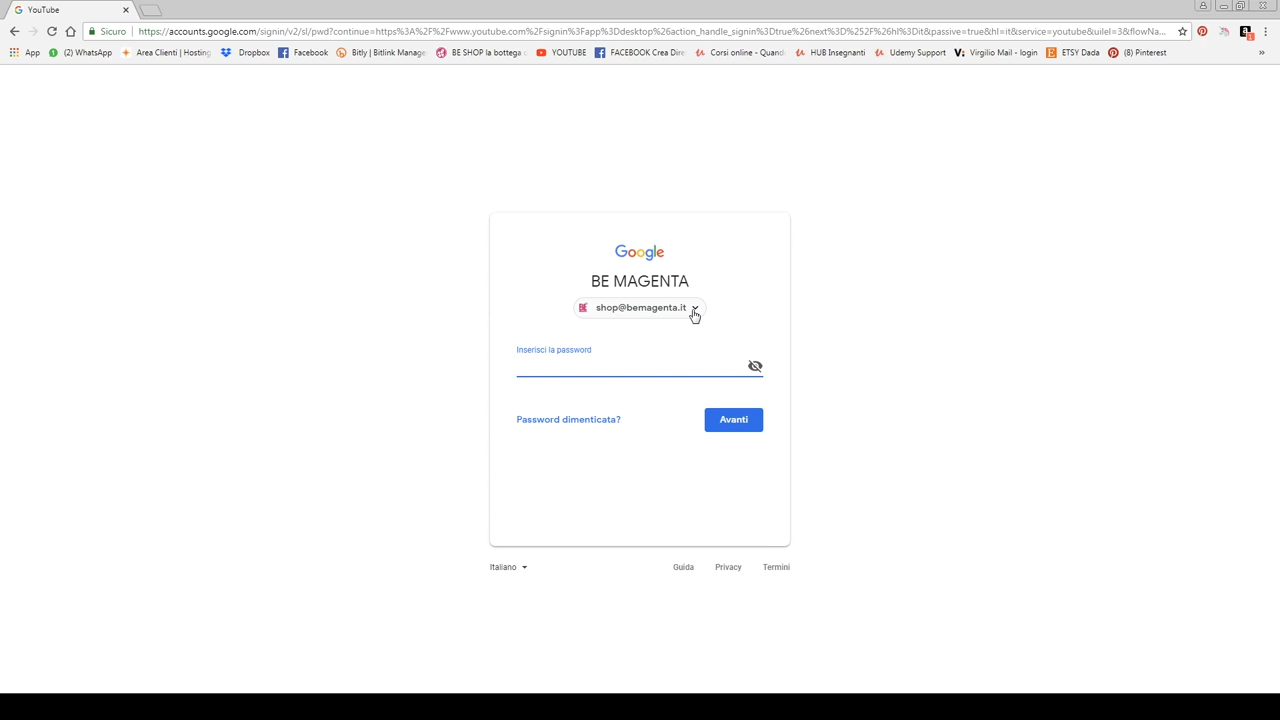 YouTube
Sicuro https://accounts.google.com/signin/v2/sl/pwd?continue=https%3A%2F%2Fwww.youtube.com%2Fsignin%3Fapp%3Ddesktop%26action_handle_signin%3Dtrue%26next%3D%252F%26hl%3Dit&passive=true&hl=it&service=youtube&uilel=3&flowNa...
App (2) WhatsApp Area Clienti | Hosting Dropbox Facebook Bitly | Bitlink Manage BE SHOP la bottega YOUTUBE FACEBOOK Crea Dire Corsi online - Quand HUB Insegnanti Udemy Support Virgilio Mail - login ETSY Dada (8) Pinterest
Google
BE MAGENTA
shop@bemagenta.it
Inserisci la password
Password dimenticata? Avanti
Italiano Guida Privacy Termini